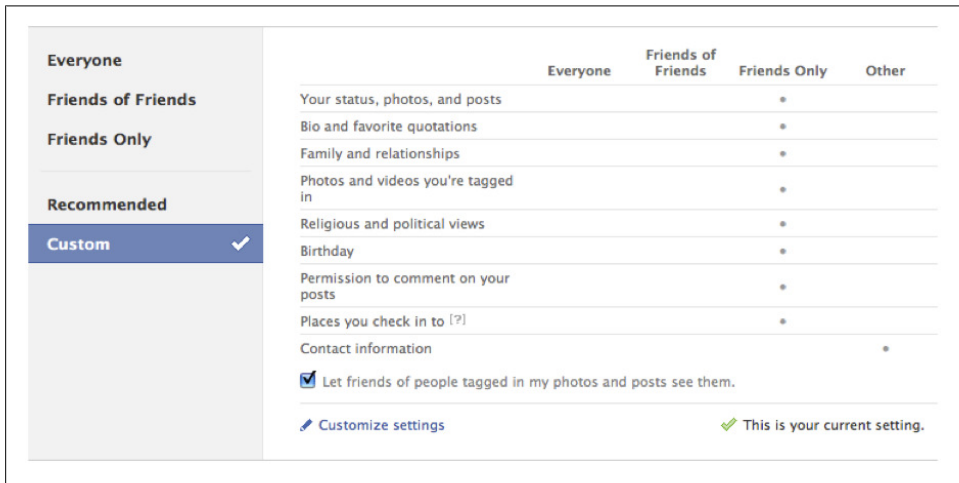 Everyone
Friends of Friends
Friends Only
Recommended
Custom
Everyone
Friends of
Friends
Friends Only
Other
Your status, photos, and posts
Bio and favorite quotations
Family and relationships
Photos and videos you're tagged
in
Religious and political views
Birthday
Permission to comment on your
posts
Places you check in to [?]
Contact information
Let friends of people tagged in my photos and posts see them.
Customize settings
This is your current setting.